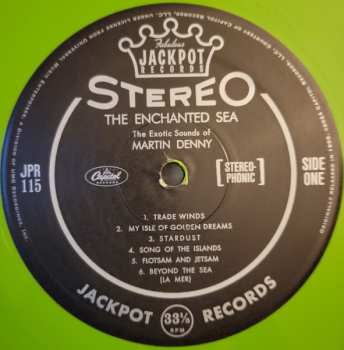 Fabulous
JACKPOT
RECORDS
STEREO
THE ENCHANTED SEA
The Exotic Sounds of
MARTIN DENNY
JPR
115
Capitol
RECORDS
[STEREO-
PHONIC]
SIDE
ONE
1. TRADE WINDS
2. MY ISLE OF GOLDEN DREAMS
3. STARDUST
4. SONG OF THE ISLANDS
5. FLOTSAM AND JETSAM
6. BEYOND THE SEA
(LA MER)
JACKPOT 33⅓ RECORDS
RPM